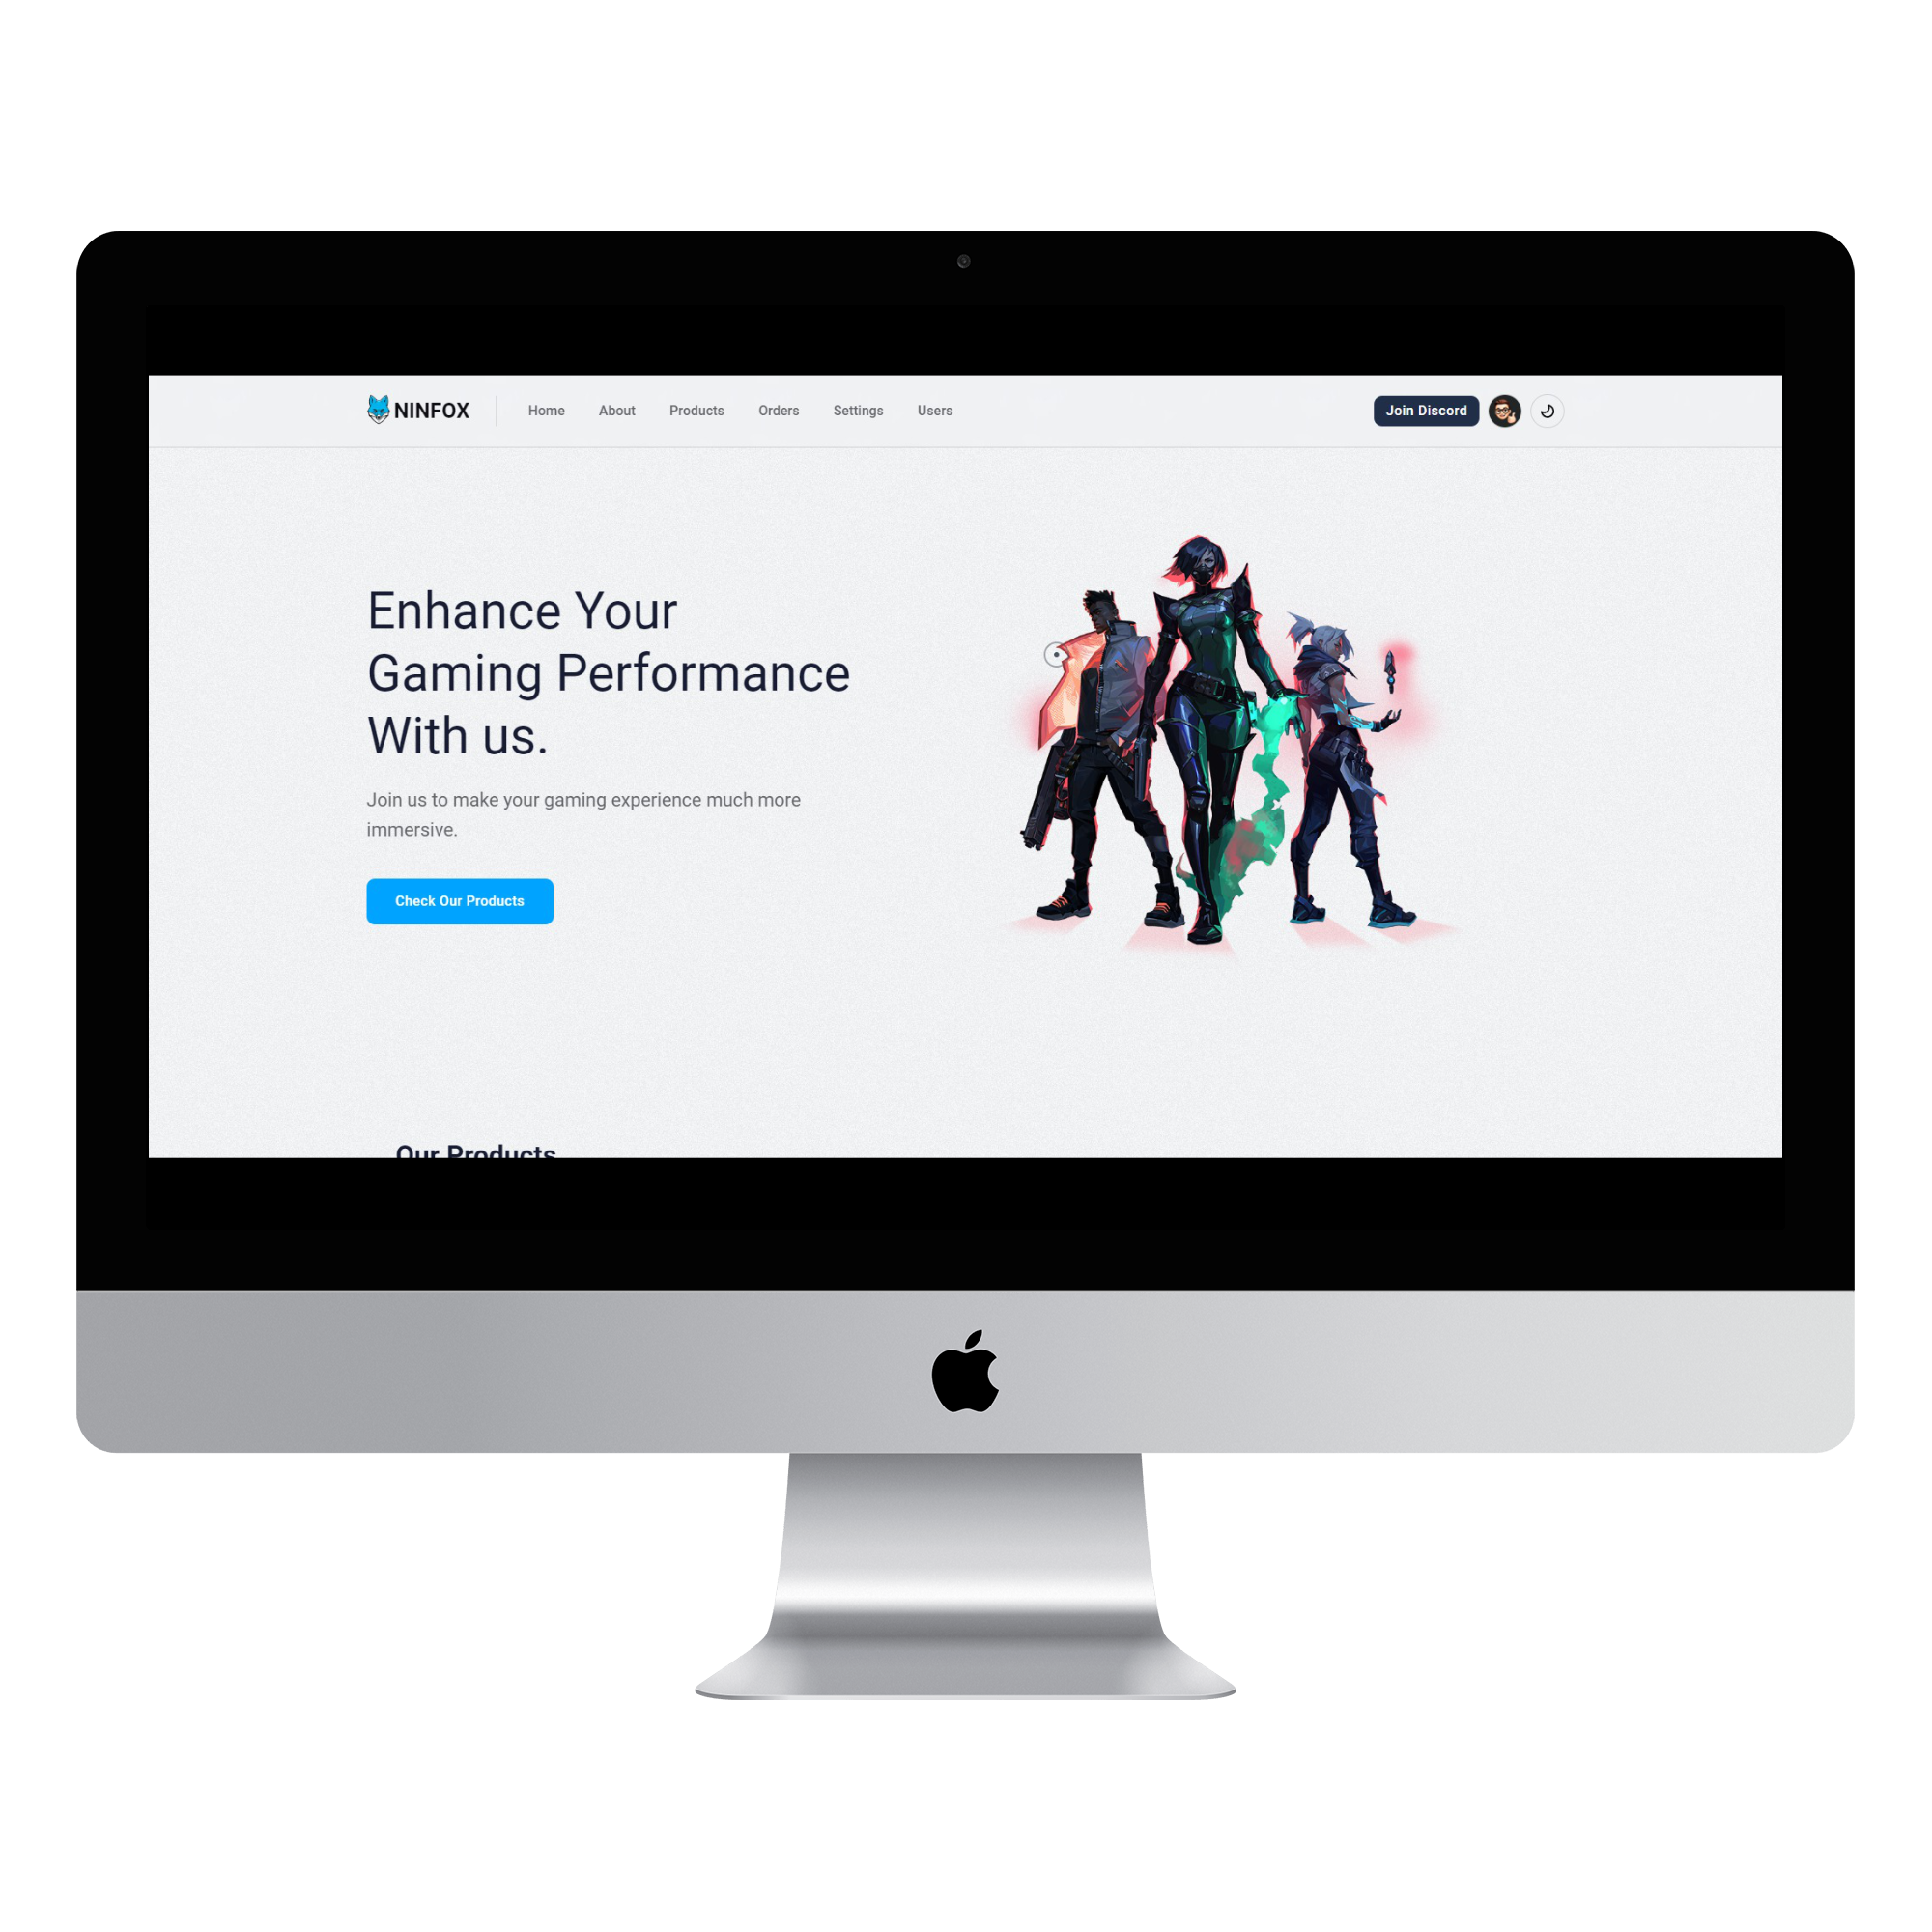 NINFOX
Home About Products Orders Settings Users
Join Discord
Enhance Your
Gaming Performance
With us.
Join us to make your gaming experience much more
immersive.
Check Our Products
Our Products